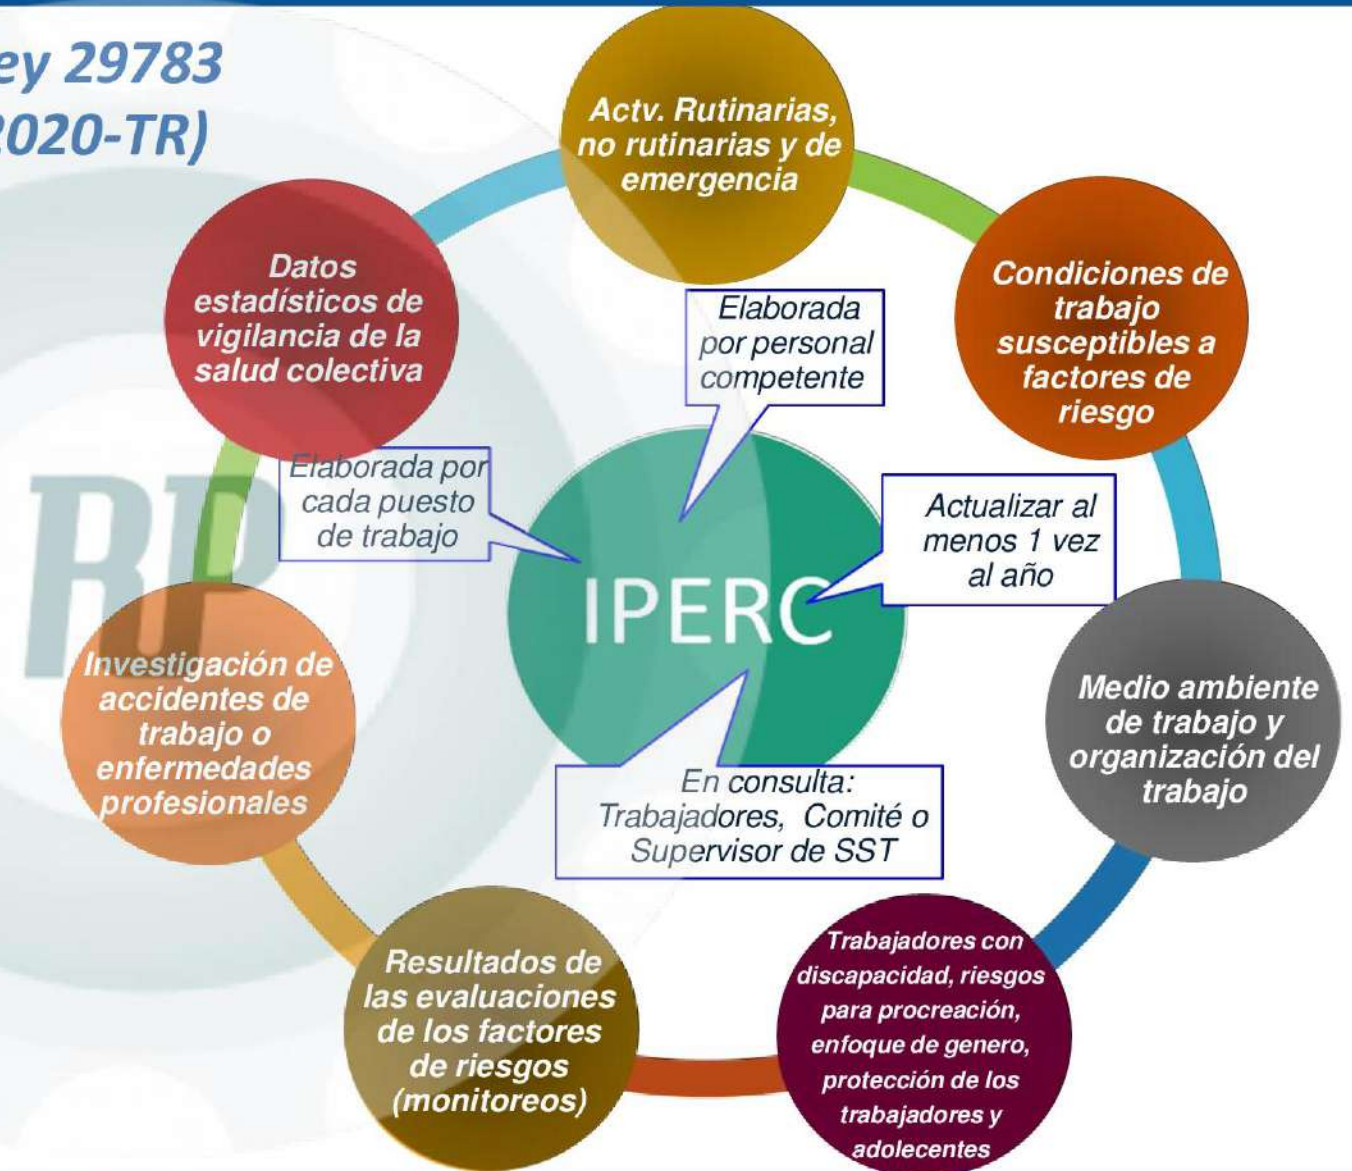 ey 29783
2020-TR)
Actv. Rutinarias,
no rutinarias y de
emergencia
Condiciones de
trabajo
susceptibles a
factores de
riesgo
Medio ambiente
de trabajo y
organización del
trabajo
Trabajadores con
discapacidad, riesgos
para procreación,
enfoque de genero,
protección de los
trabajadores y
adolecentes
Resultados de
las evaluaciones
de los factores
de riesgos
(monitoreos)
Investigación de
accidentes de
trabajo o
enfermedades
profesionales
Datos
estadísticos de
vigilancia de la
salud colectiva
Elaborada
por personal
competente
Elaborada por
cada puesto
de trabajo
Actualizar al
menos 1 vez
al año
IPERC
En consulta:
Trabajadores, Comité o
Supervisor de SST
RP